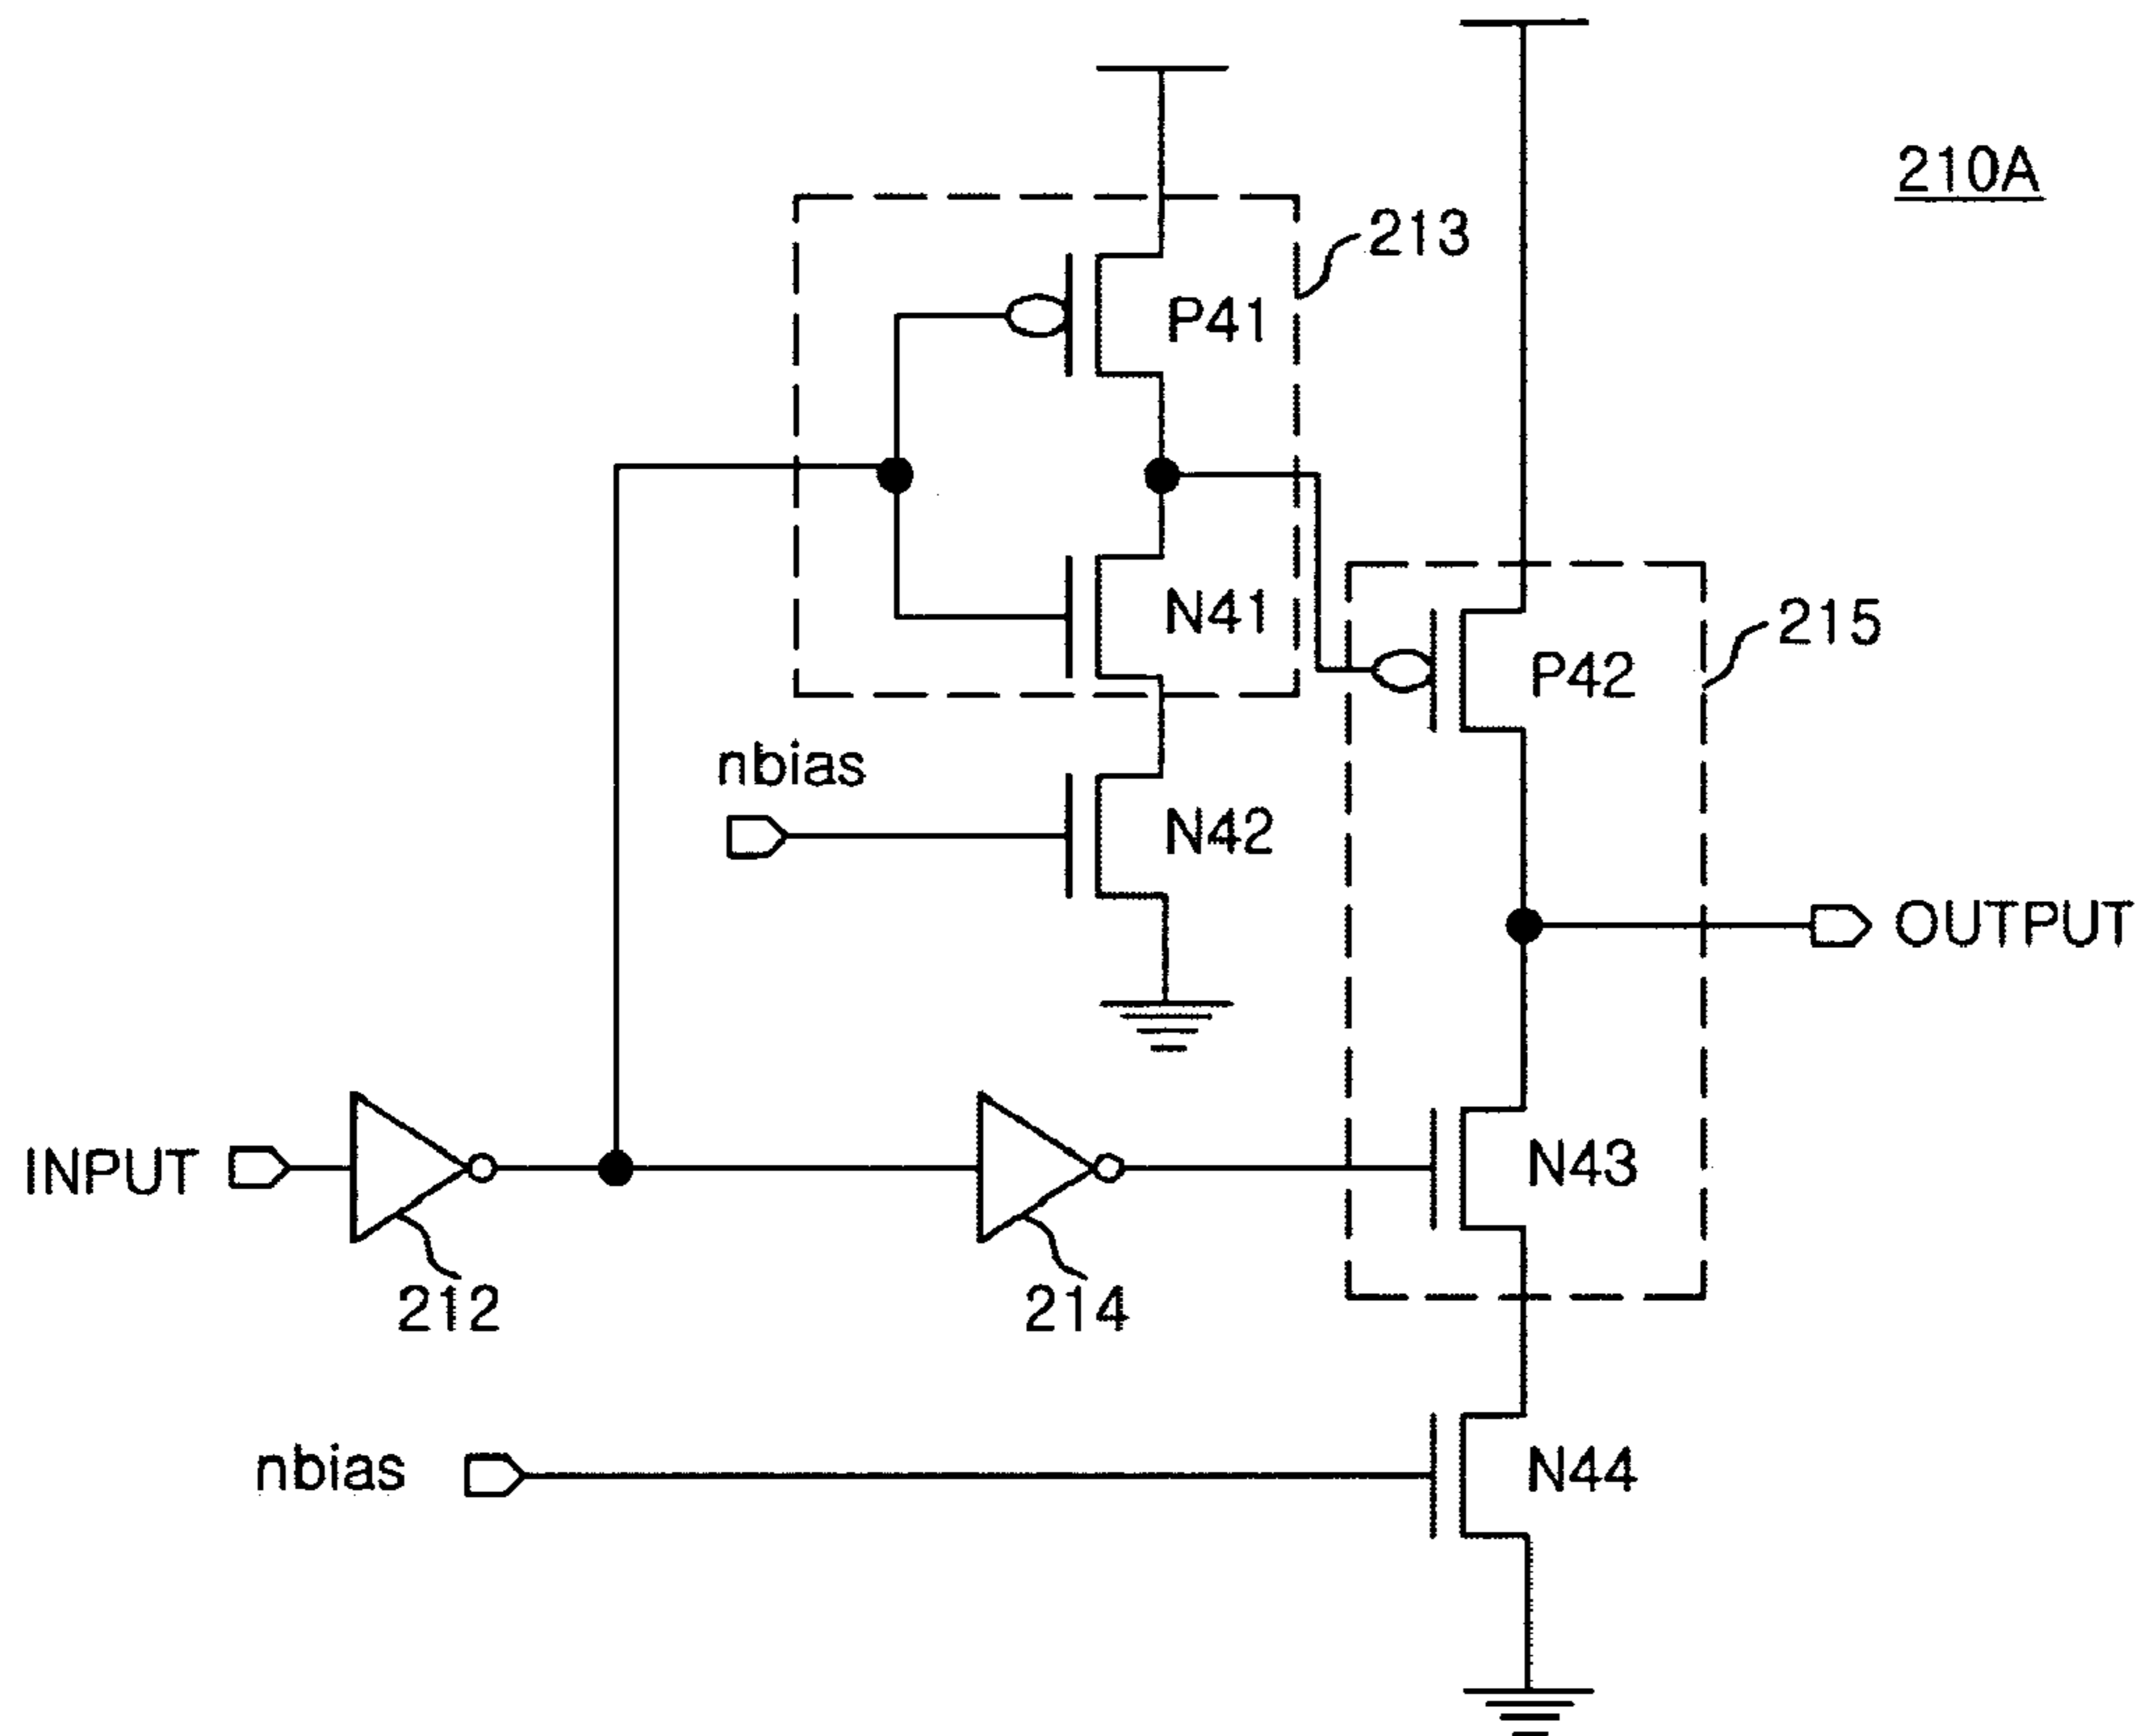 210A
213
P41
N41
215
P42
nbias
N42
OUTPUT
INPUT
N43
212
214
nbias
N44